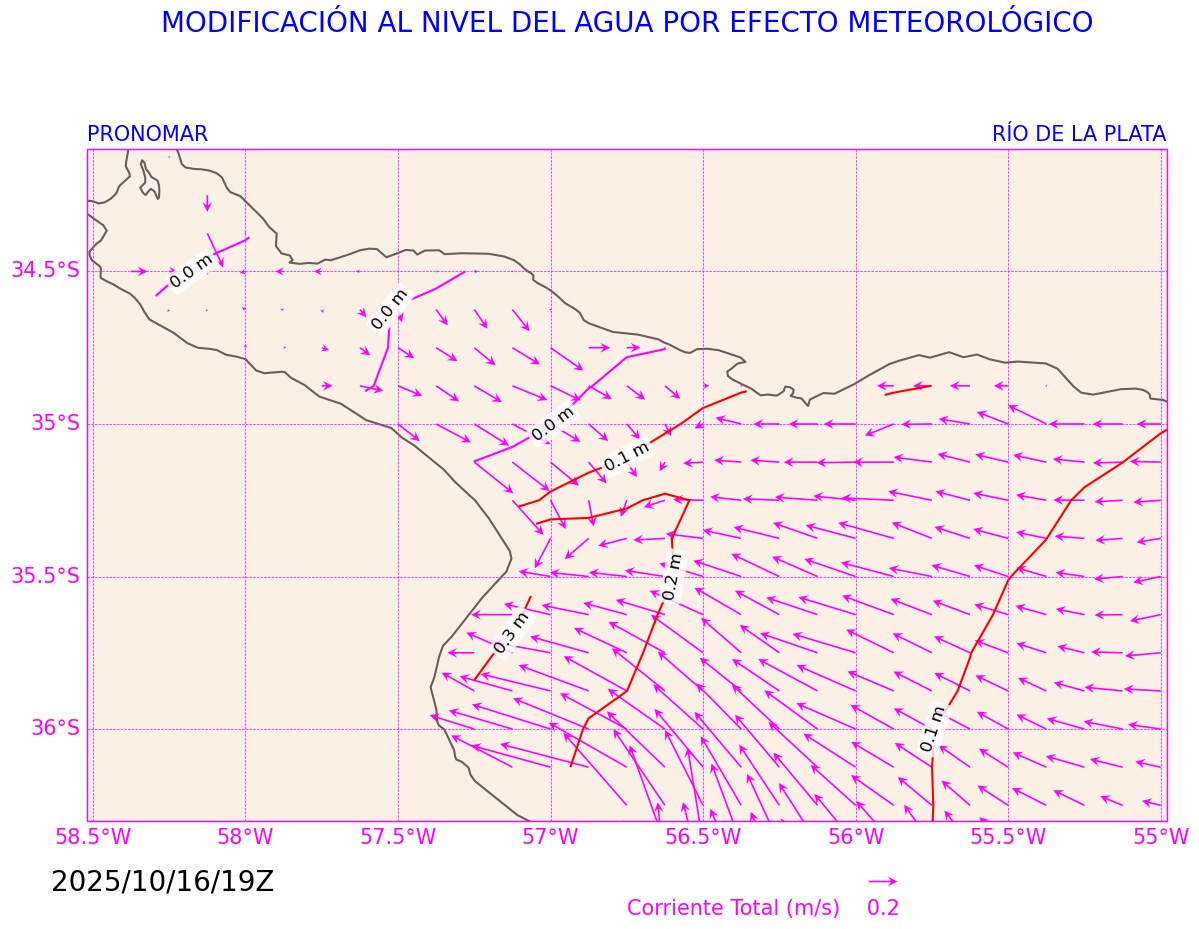 MODIFICACIÓN AL NIVEL DEL AGUA POR EFECTO METEOROLÓGICO
PRONOMAR
RÍO DE LA PLATA
0.0 m
34.5°S
0.0 m
35°S
0.0 m
0.1 m
35.5°S
0.2 m
0.3 m
36°S
0.1 m
58.5°W
58°W
57.5°W
57°W
56.5°W
56°W
55.5°W
55°W
2025/10/16/19Z
Corriente Total (m/s) 0.2